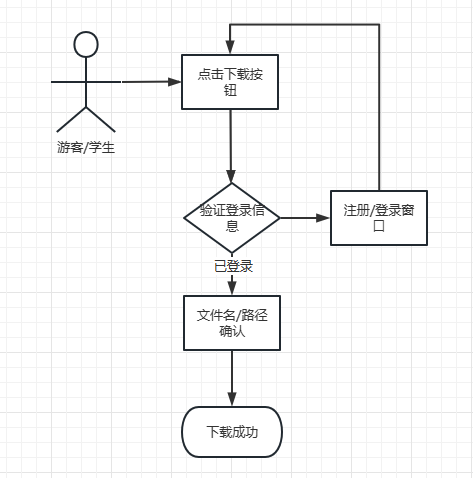 点击下载按
钮
游客/学生
验证登录信
息
注册/登录窗
口
已登录
文件名/路径
确认
下载成功